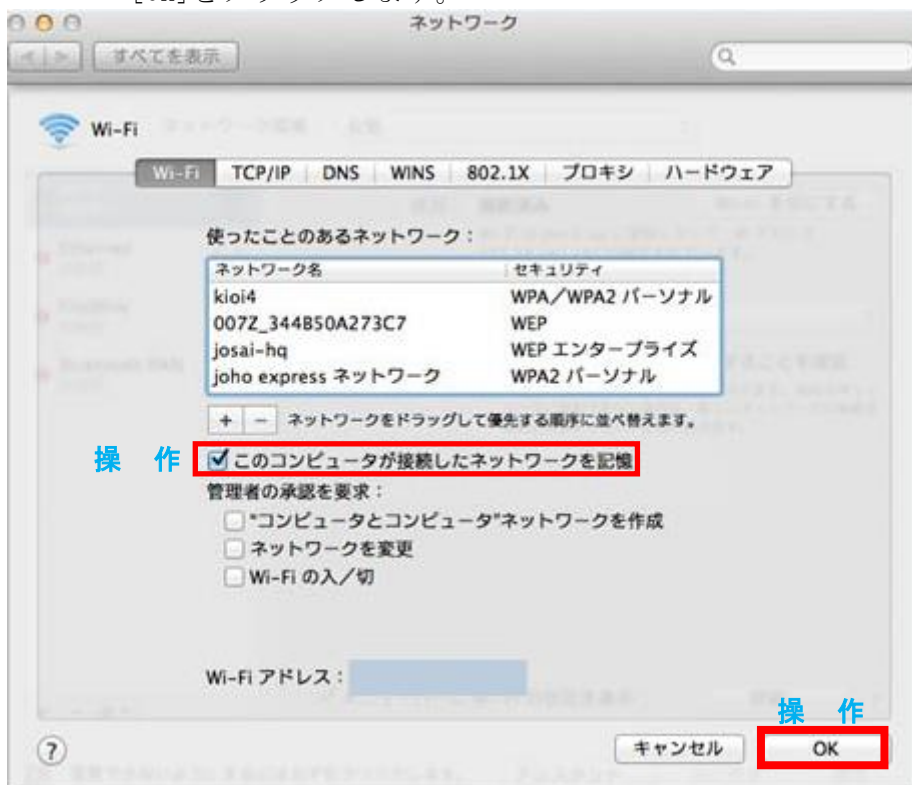 [OK]をクリックします。
ネットワーク
すべてを表示
Wi-Fi
Wi-Fi TCP/IP DNS WINS 802.1X プロキシ ハードウェア
使ったことのあるネットワーク：
ネットワーク名 セキュリティ
kioi4 WPA／WPA2 パーソナル
007Z_344B50A273C7 WEP
josai-hq WEP エンタープライズ
joho express ネットワーク WPA2 パーソナル
+ − ネットワークをドラッグして優先する順序に並べ替えます。
操 作 このコンピュータが接続したネットワークを記憶
管理者の承認を要求：
"コンピュータとコンピュータ"ネットワークを作成
ネットワークを変更
Wi-Fi の入／切
Wi-Fi アドレス：
操 作
? キャンセル OK